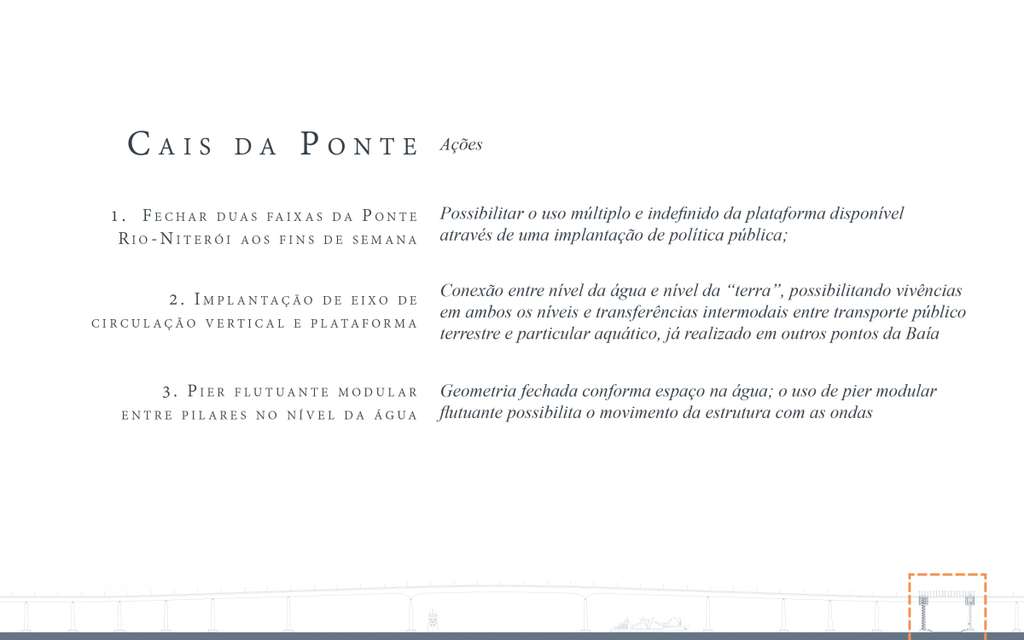 Cais da Ponte Ações
1. Fechar duas faixas da Ponte
Rio-Niterói aos fins de semana
Possibilitar o uso múltiplo e indefinido da plataforma disponível
através de uma implantação de política pública;
2. Implantação de eixo de
circulação vertical e plataforma
Conexão entre nível da água e nível da “terra”, possibilitando vivências
em ambos os níveis e transferências intermodais entre transporte público
terrestre e particular aquático, já realizado em outros pontos da Baía
3. Pier flutuante modular
entre pilares no nível da água
Geometria fechada conforma espaço na água; o uso de pier modular
flutuante possibilita o movimento da estrutura com as ondas